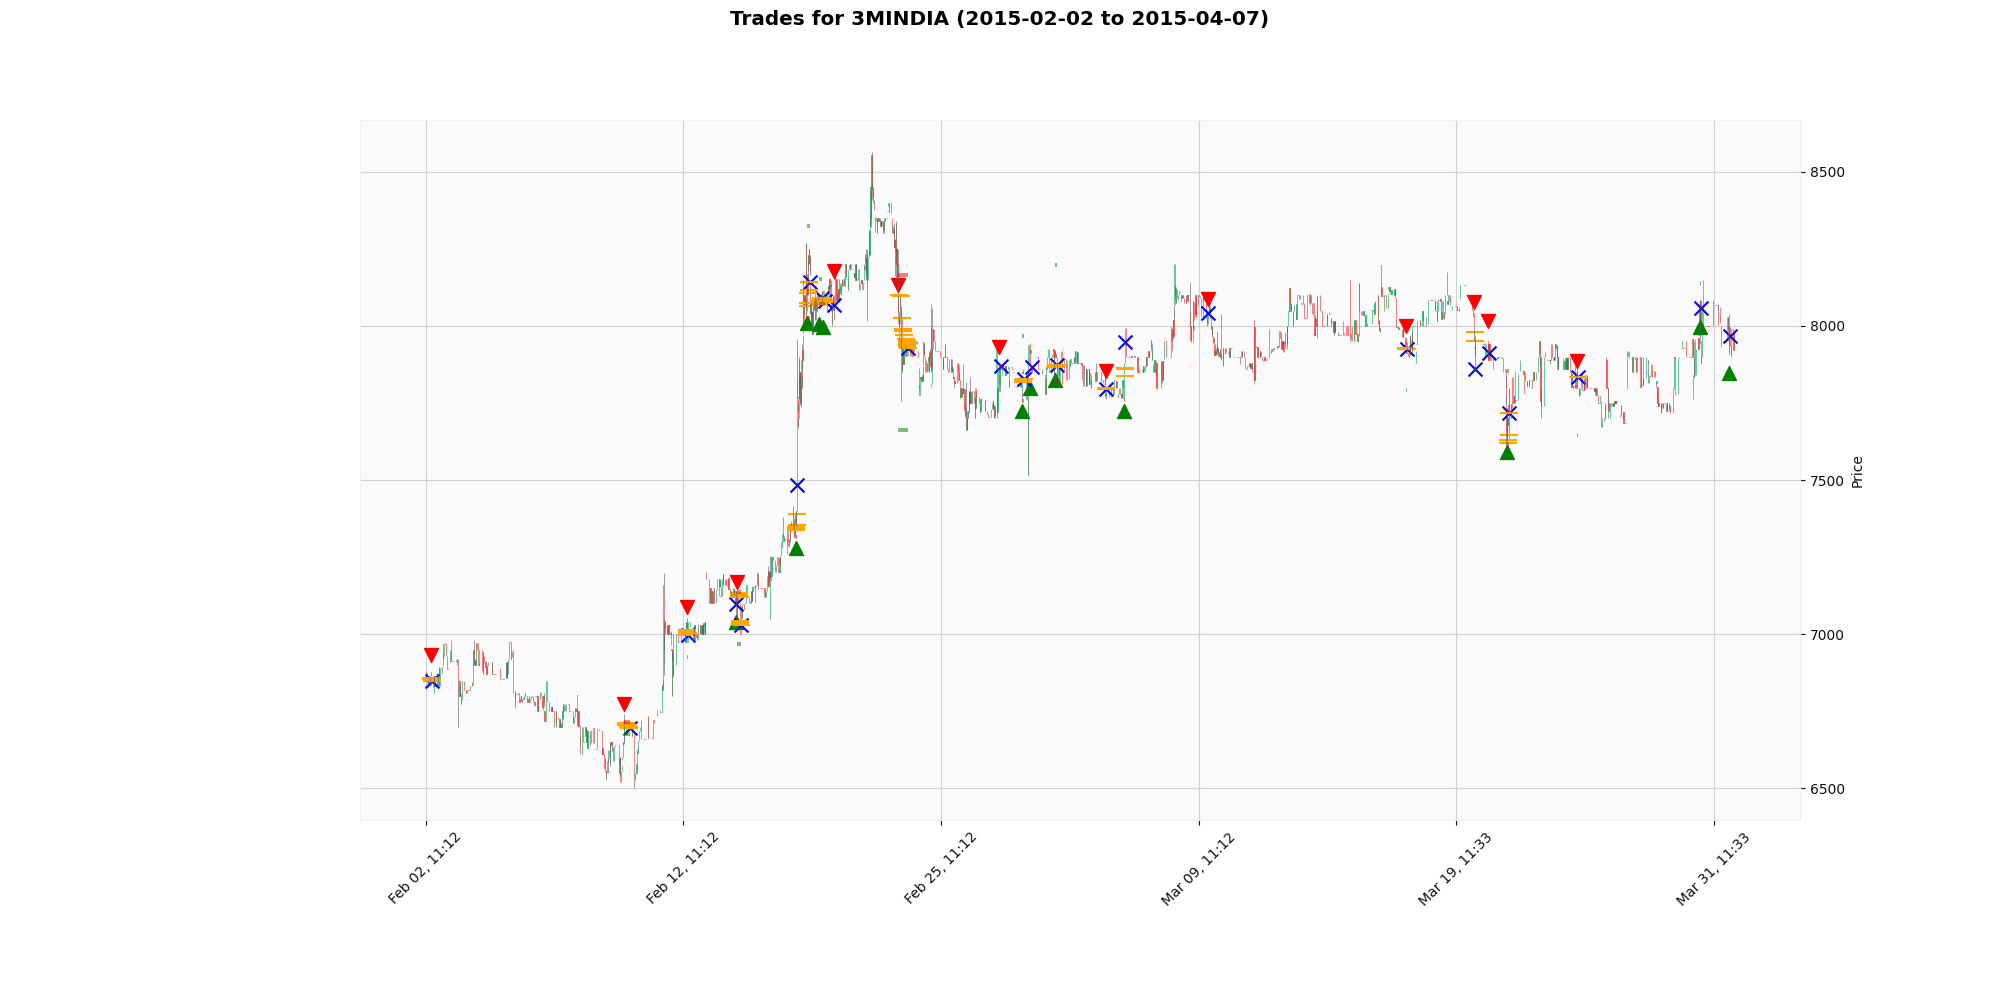 Trades for 3MINDIA (2015-02-02 to 2015-04-07)
8500
8000
7500
7000
6500
Price
Feb 02, 11:12
Feb 12, 11:12
Feb 25, 11:12
Mar 09, 11:12
Mar 19, 11:33
Mar 31, 11:33